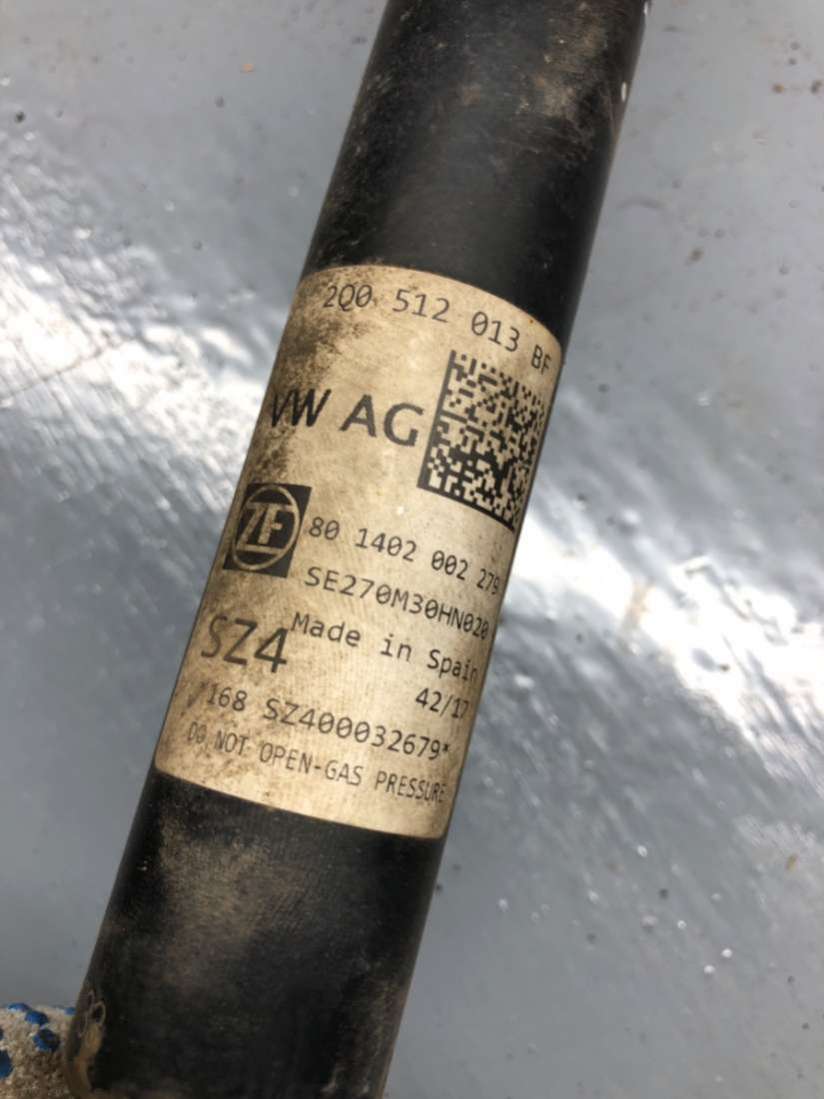 2Q0 512 013 BF
VW AG
ZF
80 1402 002 279
SE270M30HN020
SZ4
Made in Spain
42/17
/168 SZ400032679*
DO NOT OPEN-GAS PRESSURE